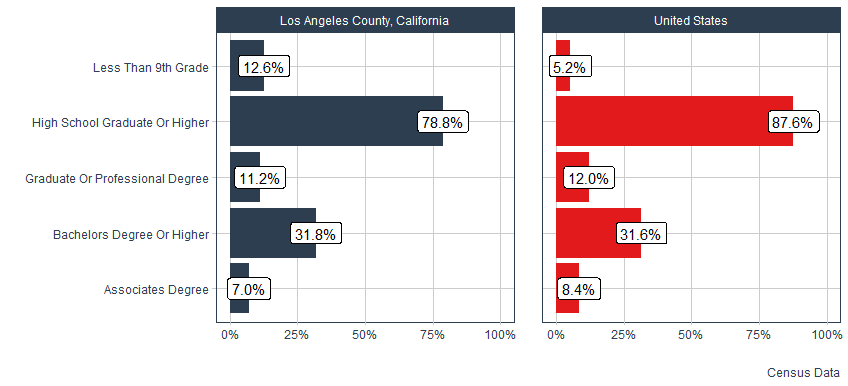 Los Angeles County, California
United States
Less Than 9th Grade
12.6%
5.2%
High School Graduate Or Higher
78.8%
87.6%
Graduate Or Professional Degree
11.2%
12.0%
Bachelors Degree Or Higher
31.8%
31.6%
Associates Degree
7.0%
8.4%
0% 25% 50% 75% 100%
0% 25% 50% 75% 100%
Census Data